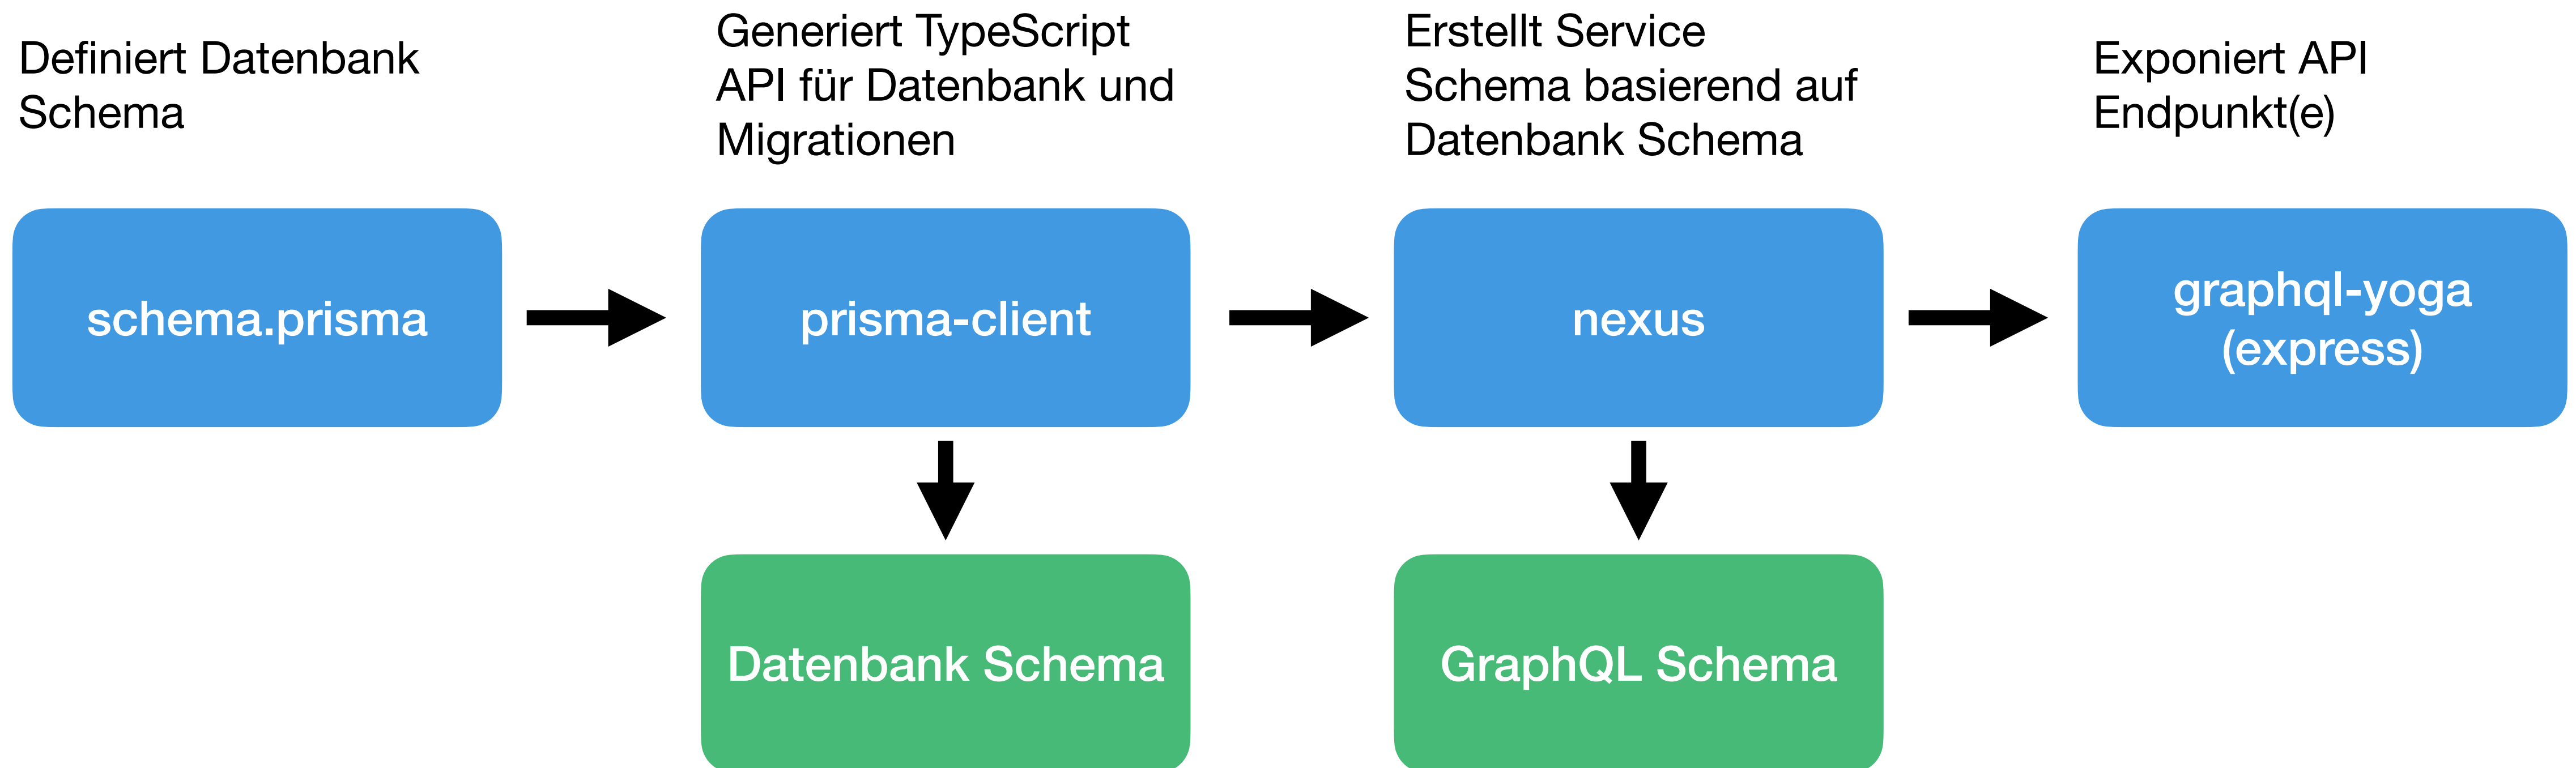 Definiert Datenbank
Schema
Generiert TypeScript
API für Datenbank und
Migrationen
Erstellt Service
Schema basierend auf
Datenbank Schema
Exponiert API
Endpunkt(e)
schema.prisma
prisma-client
nexus
graphql-yoga
(express)
Datenbank Schema
GraphQL Schema